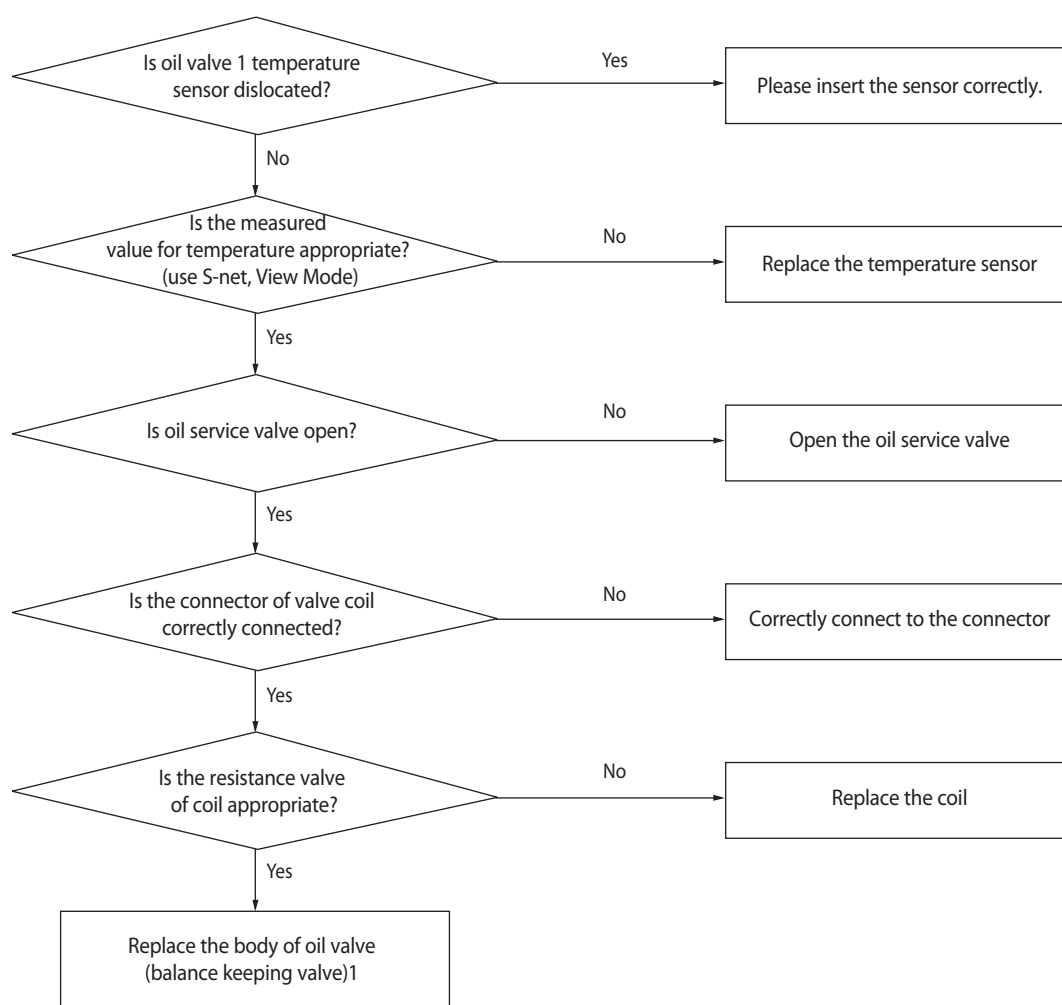 Is oil valve 1 temperature
sensor dislocated?
Yes
Please insert the sensor correctly.
No
Is the measured
value for temperature appropriate?
(use S-net, View Mode)
No
Replace the temperature sensor
Yes
Is oil service valve open?
No
Open the oil service valve
Yes
Is the connector of valve coil
correctly connected?
No
Correctly connect to the connector
Yes
Is the resistance valve
of coil appropriate?
No
Replace the coil
Yes
Replace the body of oil valve
(balance keeping valve)1